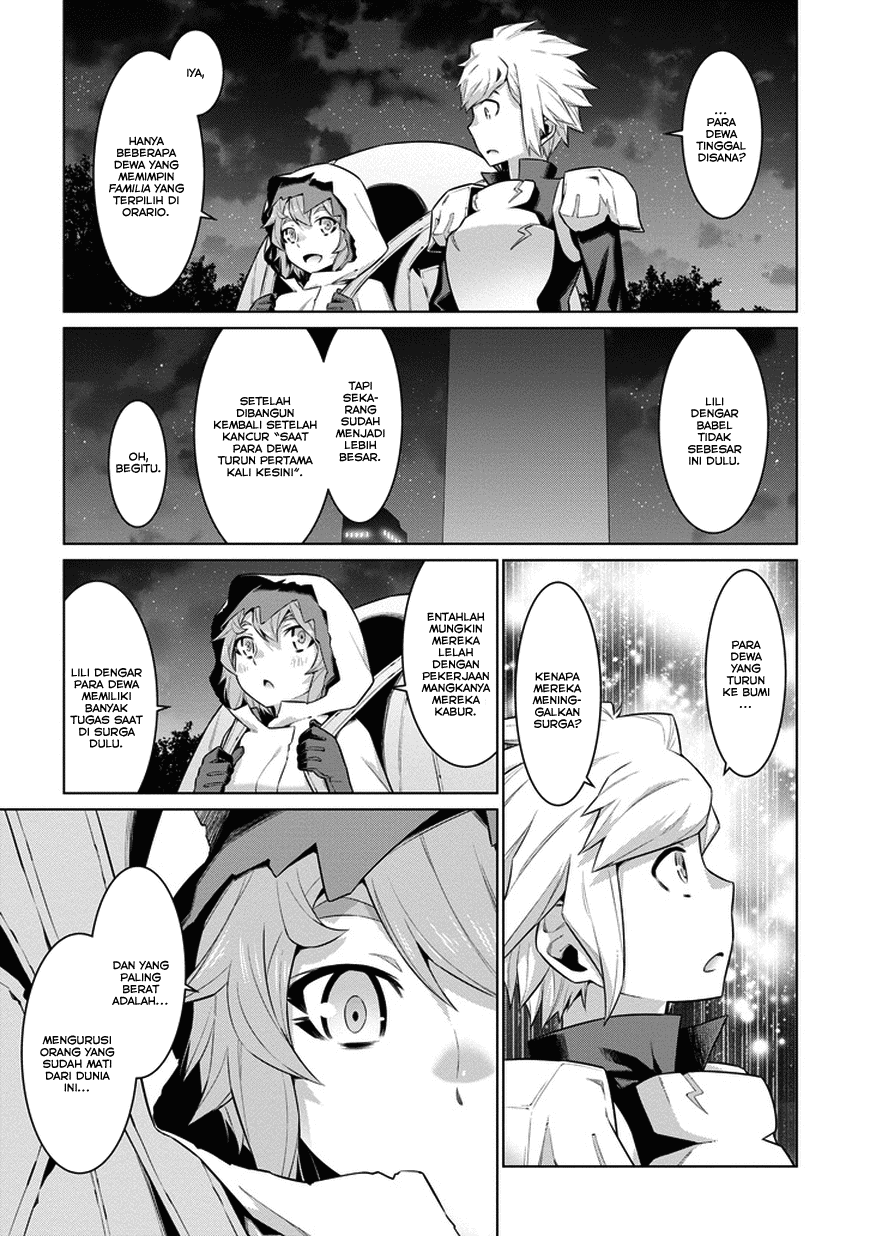 ...
PARA
DEWA
TINGGAL
DISANA?
IYA,
HANYA
BEBERAPA
DEWA YANG
MEMIMPIN
FAMILIA YANG
TERPILIH DI
ORARIO.
LILI
DENGAR
BABEL
TIDAK
SEBESAR
INI DULU.
TAPI
SEKA-
RANG
SUDAH
MENJADI
LEBIH
BESAR.
SETELAH
DIBANGUN
KEMBALI SETELAH
KANCUR "SAAT
PARA DEWA
TURUN PERTAMA
KALI KESINI".
OH,
BEGITU.
PARA
DEWA
YANG
TURUN
KE BUMI
...
KENAPA
MEREKA
MENING-
GALKAN
SURGA?
ENTAHLAH
MUNGKIN
MEREKA
LELAH
DENGAN
PEKERJAAN
MANGKANYA
MEREKA
KABUR.
LILI DENGAR
PARA DEWA
MEMILIKI
BANYAK
TUGAS SAAT
DI SURGA
DULU.
DAN YANG
PALING
BERAT
ADALAH...
MENGURUSI
ORANG YANG
SUDAH MATI
DARI DUNIA
INI...